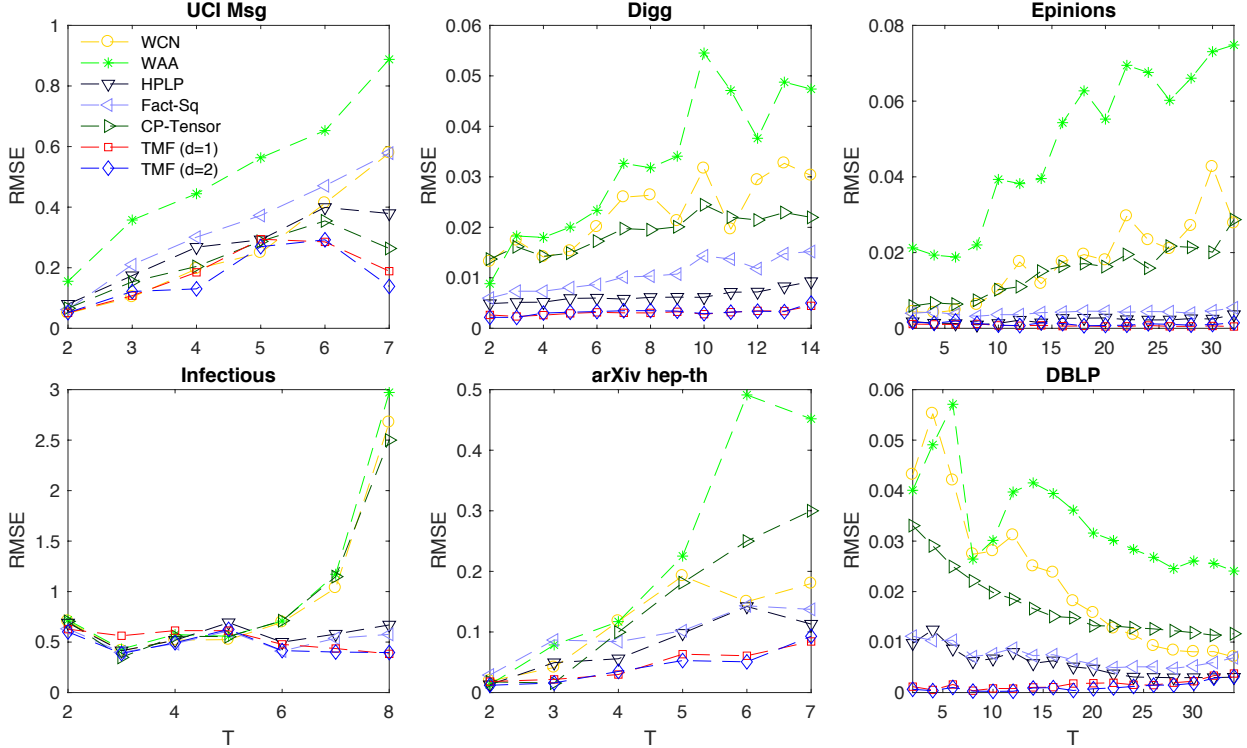 UCI Msg
1
0.8
0.6
0.4
0.2
0
RMSE
2 3 4 5 6 7
WCN
WAA
HPLP
Fact-Sq
CP-Tensor
TMF (d=1)
TMF (d=2)
Digg
0.06
0.05
0.04
0.03
0.02
0.01
0
RMSE
2 4 6 8 10 12 14
Epinions
0.08
0.06
0.04
0.02
0
RMSE
5 10 15 20 25 30
Infectious
3
2.5
2
1.5
1
0.5
0
RMSE
2 4 6 8
T
arXiv hep-th
0.5
0.4
0.3
0.2
0.1
0
RMSE
2 3 4 5 6 7
T
DBLP
0.06
0.05
0.04
0.03
0.02
0.01
0
RMSE
5 10 15 20 25 30
T